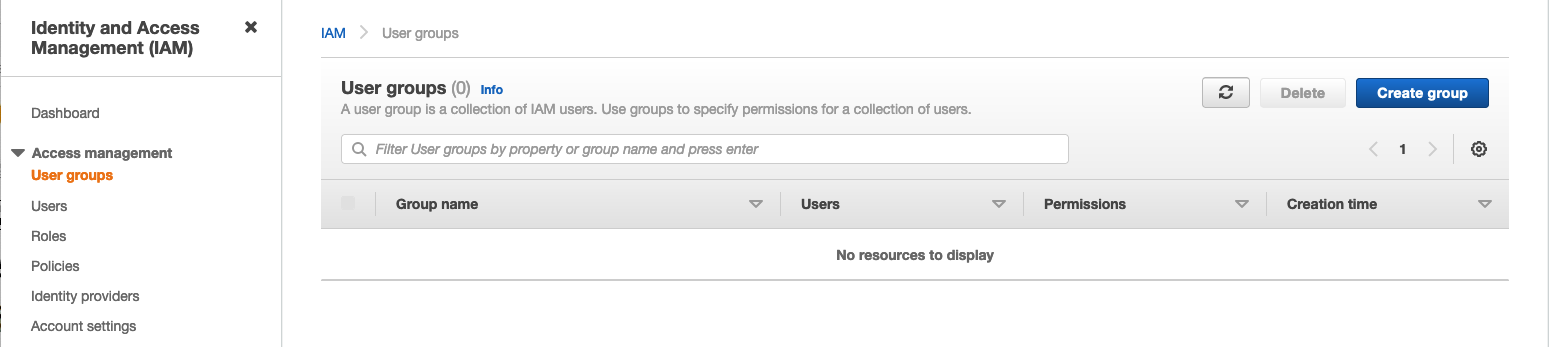 Identity and Access
Management (IAM)
Dashboard
Access management
User groups
Users
Roles
Policies
Identity providers
Account settings
IAM > User groups
User groups (0) Info
A user group is a collection of IAM users. Use groups to specify permissions for a collection of users.
Delete
Create group
Filter User groups by property or group name and press enter
1
Group name Users Permissions Creation time
No resources to display